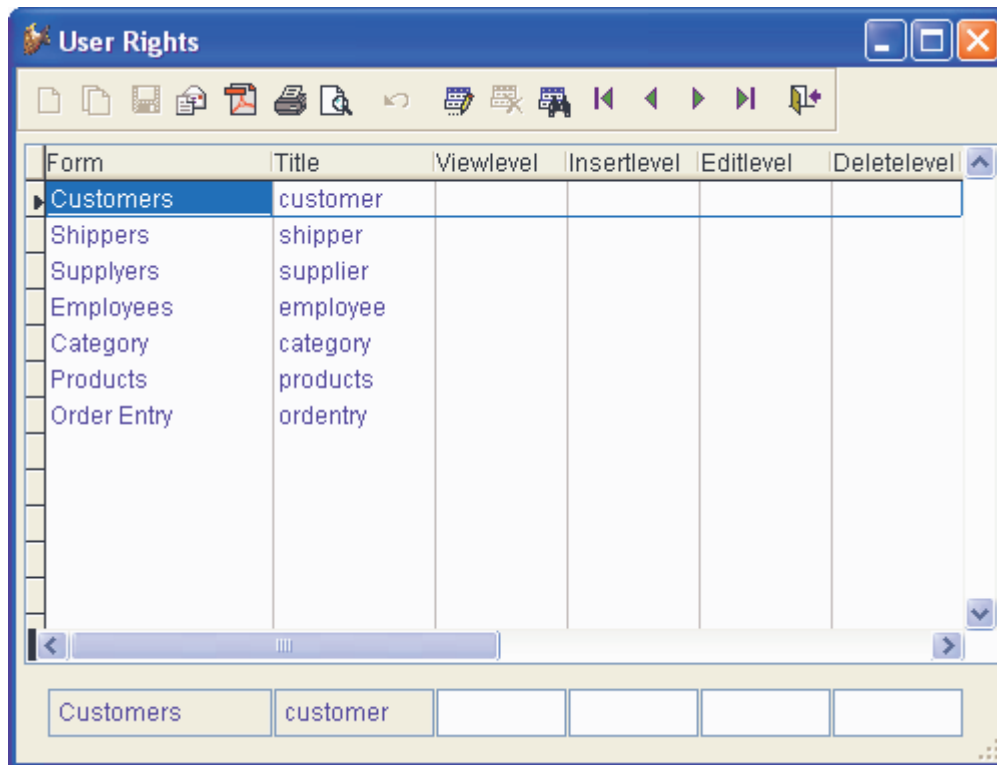 User Rights
Form Title Viewlevel Insertlevel Editlevel Deletelevel
Customers customer
Shippers shipper
Supplyers supplier
Employees employee
Category category
Products products
Order Entry ordentry
Customers customer